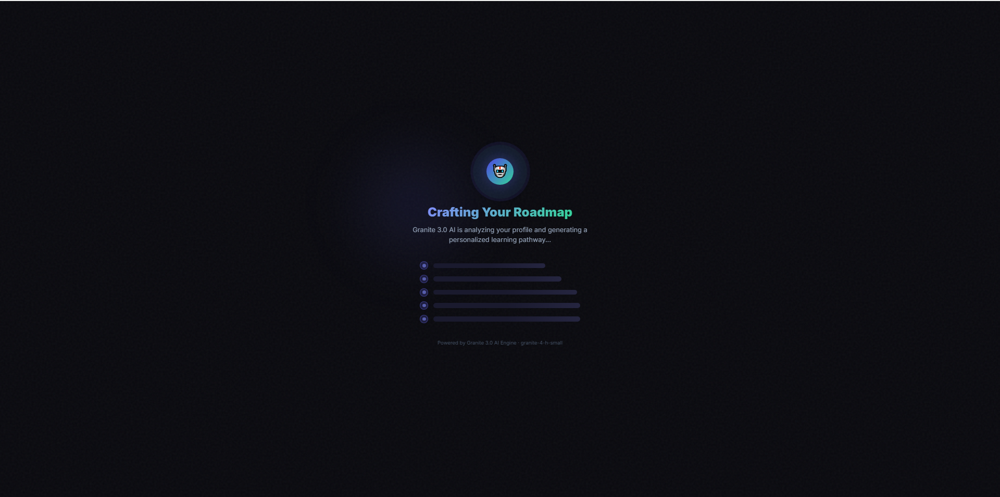 Crafting Your Roadmap
Granite 3.0 AI is analyzing your profile and generating a
personalized learning pathway...
Powered by Granite 3.0 AI Engine · granite-4-h-small